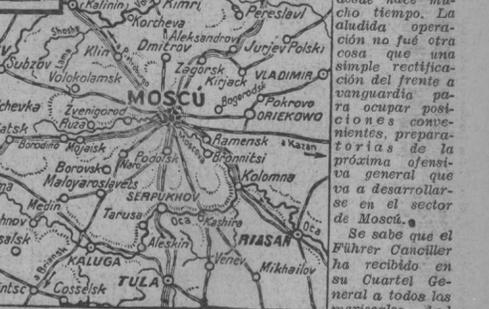 Kalinin
Kimri
Korcheva
Pereslavl
Aleksandrov
Dmitrov
Jurjev Polski
Klin
Zagorsk
Subzov
Kirjach
VLADIMIR
Volokolamsk
MOSCÚ
Bogorodsk
Pokrovo
ORIEKOWO
Zvenigorod
Ruza
Ramensk
a Kazan
Borodino
Mojaisk
Podolsk
Bronnitsi
Naro
Borovsk
Kolomna
Maloyaroslavets
Medin
SERPUKHOV
Tarusa
Oca
Kashira
Oca
Aleskin
RIASAN
KALUGA
Venev
Mikhailov
TULA
a Briansk
Cosselsk
cho tiempo. La
aludida opera-
ción no fué otra
cosa que una
simple rectifica-
ción del frente a
vanguardia pa-
ra ocupar posi-
ciones conve-
nientes, prepara-
torias de la
próxima ofensi-
va general que
va a desarrollar-
se en el sector
de Moscú.
Se sabe que el
Führer Canciller
ha recibido en
su Cuartel Ge-
neral a todos los